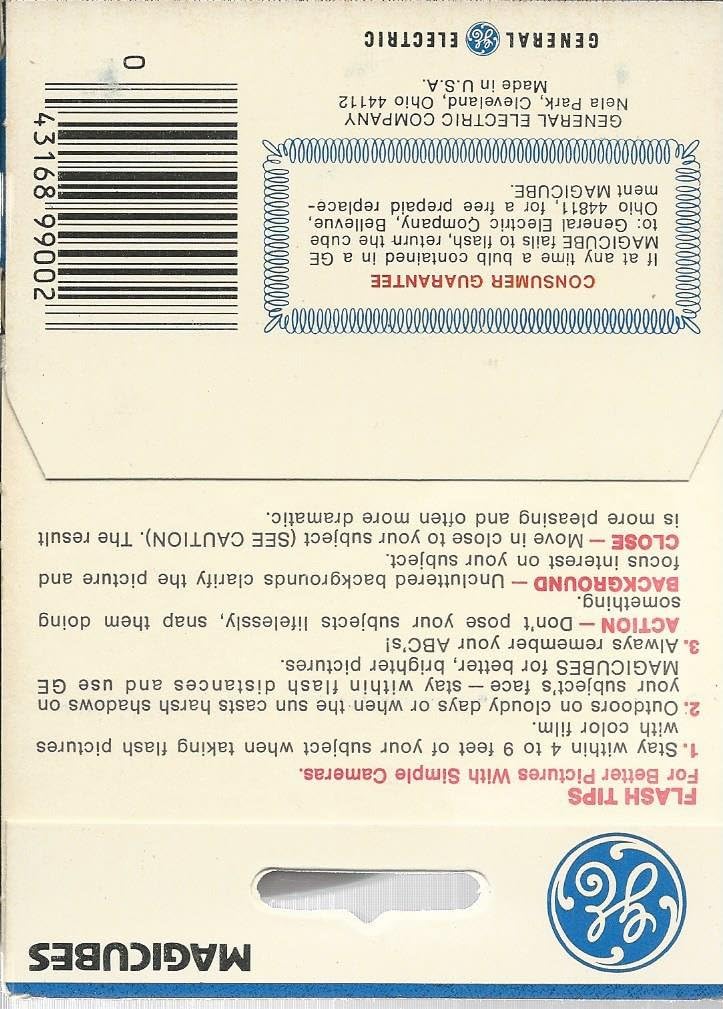 MAGICUBES
GE
FLASH TIPS
For Better Pictures With Simple Cameras.
1. Stay within 4 to 9 feet of your subject when taking flash pictures
with color film.
2. Outdoors on cloudy days or when the sun casts harsh shadows on
your subject's face — stay within flash distances and use GE
MAGICUBES for better, brighter pictures.
3. Always remember your ABC's!
ACTION — Don't pose your subjects lifelessly, snap them doing
something.
BACKGROUND — Uncluttered backgrounds clarify the picture and
focus interest on your subject.
CLOSE — Move in close to your subject (SEE CAUTION). The result
is more pleasing and often more dramatic.
CONSUMER GUARANTEE
If at any time a bulb contained in a GE
MAGICUBE fails to flash, return the cube
to: General Electric Company, Bellevue,
Ohio 44811, for a free prepaid replace-
ment MAGICUBE.
GENERAL ELECTRIC COMPANY
Nela Park, Cleveland, Ohio 44112
Made in U.S.A.
GENERAL GE ELECTRIC
0
43168 99002